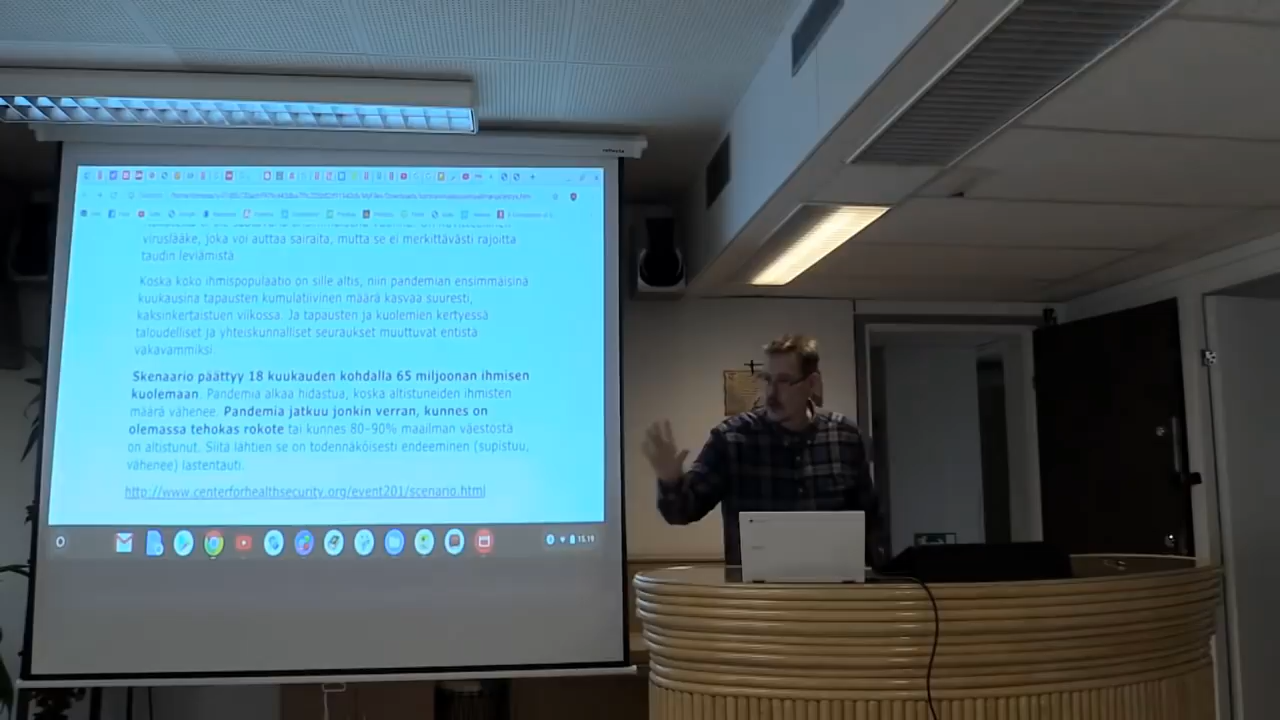 reflecta
viruslääke, joka voi auttaa sairaita, mutta se ei merkittävästi rajoitta
taudin leviämistä.
Koska koko ihmispopulaatio on sille altis, niin pandemian ensimmäisinä
kuukausina tapausten kumulatiivinen määrä kasvaa suuresti,
kaksinkertaistuen viikossa. Ja tapausten ja kuolemien kertyessä
taloudelliset ja yhteiskunnalliset seuraukset muuttuvat entistä
vakavammiksi.
Skenaario päättyy 18 kuukauden kohdalla 65 miljoonan ihmisen
kuolemaan. Pandemia alkaa hidastua, koska altistuneiden ihmisten
määrä vähenee. Pandemia jatkuu jonkin verran, kunnes on
olemassa tehokas rokote tai kunnes 80-90% maailman väestöstä
on altistunut. Siitä lähtien se on todennäköisesti endeeminen (supistuu,
vähenee) lastentauti.
http://www.centerforhealthsecurity.org/event201/scenario.html
15.19